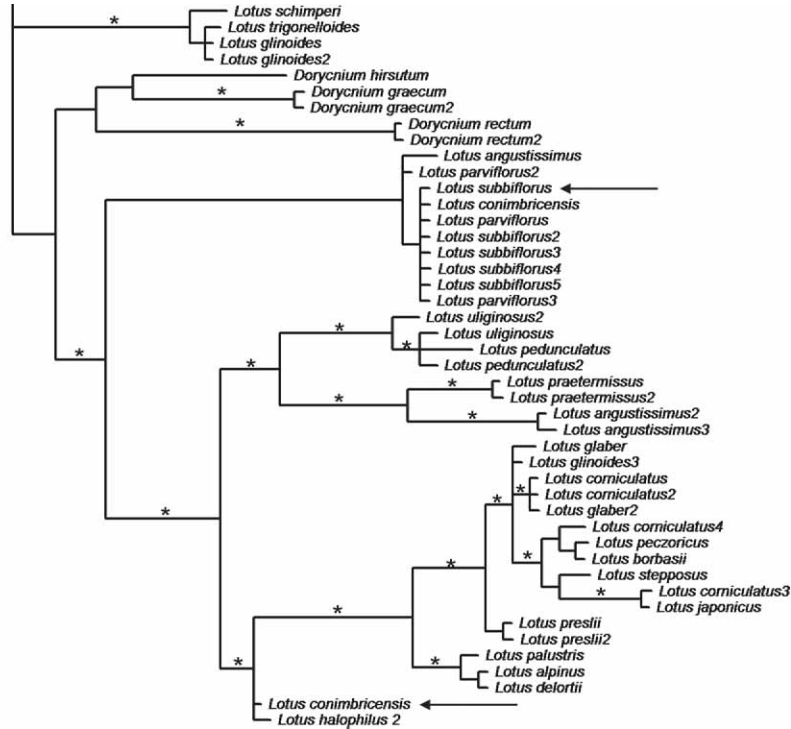 *
Lotus schimperi
Lotus trigonelloides
Lotus glinoides
Lotus glinoides2
Dorycnium hirsutum
*
Dorycnium graecum
Dorycnium graecum2
*
Dorycnium rectum
Dorycnium rectum2
Lotus angustissimus
Lotus parviflorus2
Lotus subbiflorus
Lotus conimbricensis
Lotus parviflorus
Lotus subbiflorus2
Lotus subbiflorus3
Lotus subbiflorus4
Lotus subbiflorus5
Lotus parviflorus3
Lotus uliginosus2
*
Lotus uliginosus
*
Lotus pedunculatus
*
*
Lotus pedunculatus2
*
Lotus praetermissus
Lotus praetermissus2
*
*
Lotus angustissimus2
Lotus angustissimus3
Lotus glaber
Lotus glinoides3
Lotus corniculatus
*
*
Lotus corniculatus2
Lotus glaber2
*
Lotus corniculatus4
Lotus peczoricus
*
Lotus borbasii
*
Lotus stepposus
*
Lotus corniculatus3
Lotus japonicus
*
Lotus preslii
Lotus preslii2
Lotus palustris
*
*
Lotus alpinus
Lotus delortii
Lotus conimbricensis
Lotus halophilus 2